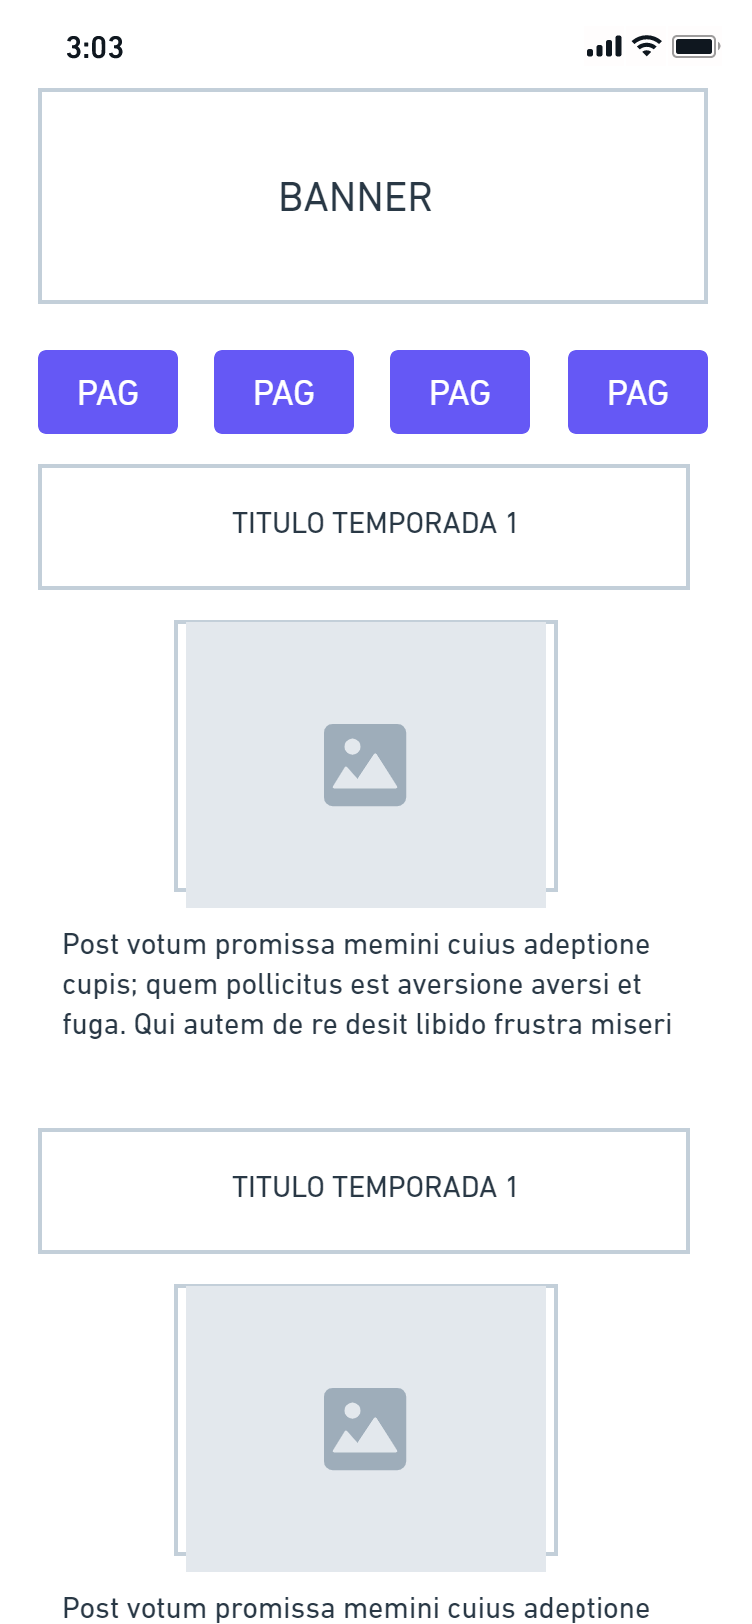 3:03
BANNER
PAG PAG PAG PAG
TITULO TEMPORADA 1
Post votum promissa memini cuius adeptione
cupis; quem pollicitus est aversione aversi et
fuga. Qui autem de re desit libido frustra miseri
TITULO TEMPORADA 1
Post votum promissa memini cuius adeptione